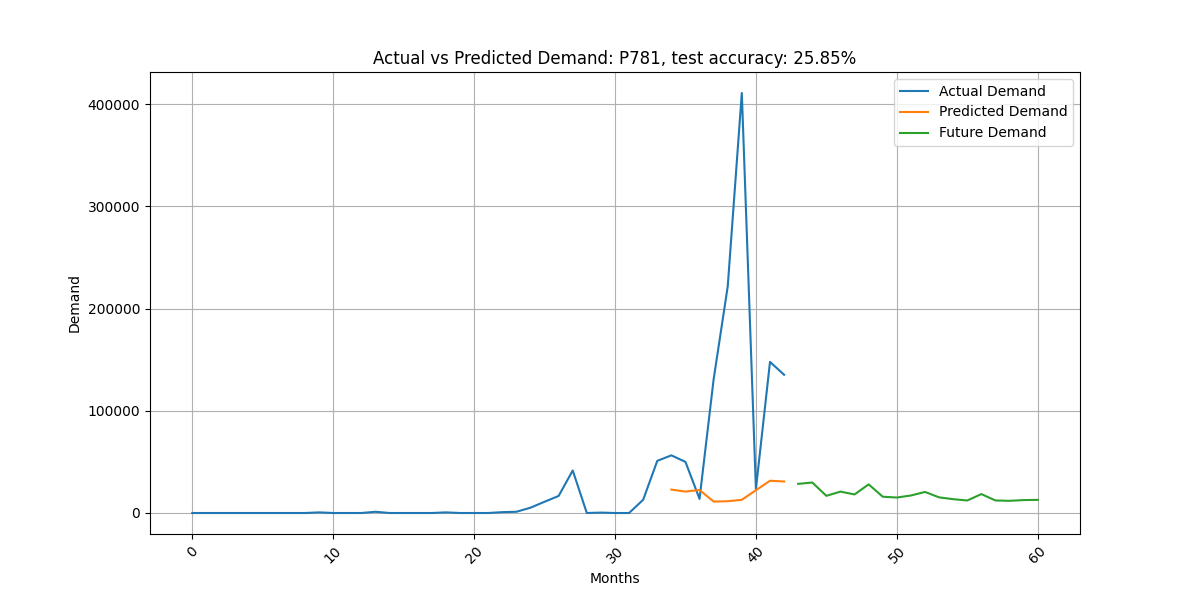 Actual vs Predicted Demand: P781, test accuracy: 25.85%
Actual Demand
Predicted Demand
Future Demand
400000
300000
200000
100000
0
Demand
0 10 20 30 40 50 60
Months